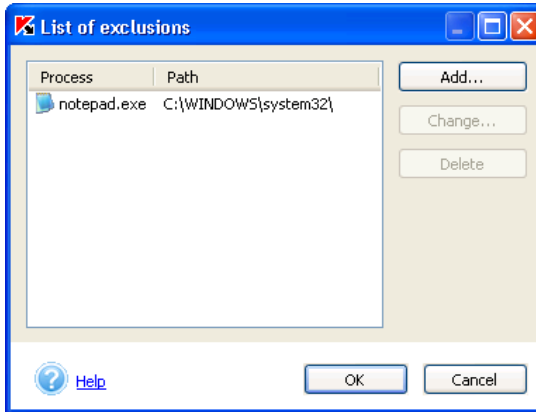 List of exclusions
Process Path Add...
notepad.exe C:\WINDOWS\system32\
Change...
Delete
Help OK Cancel